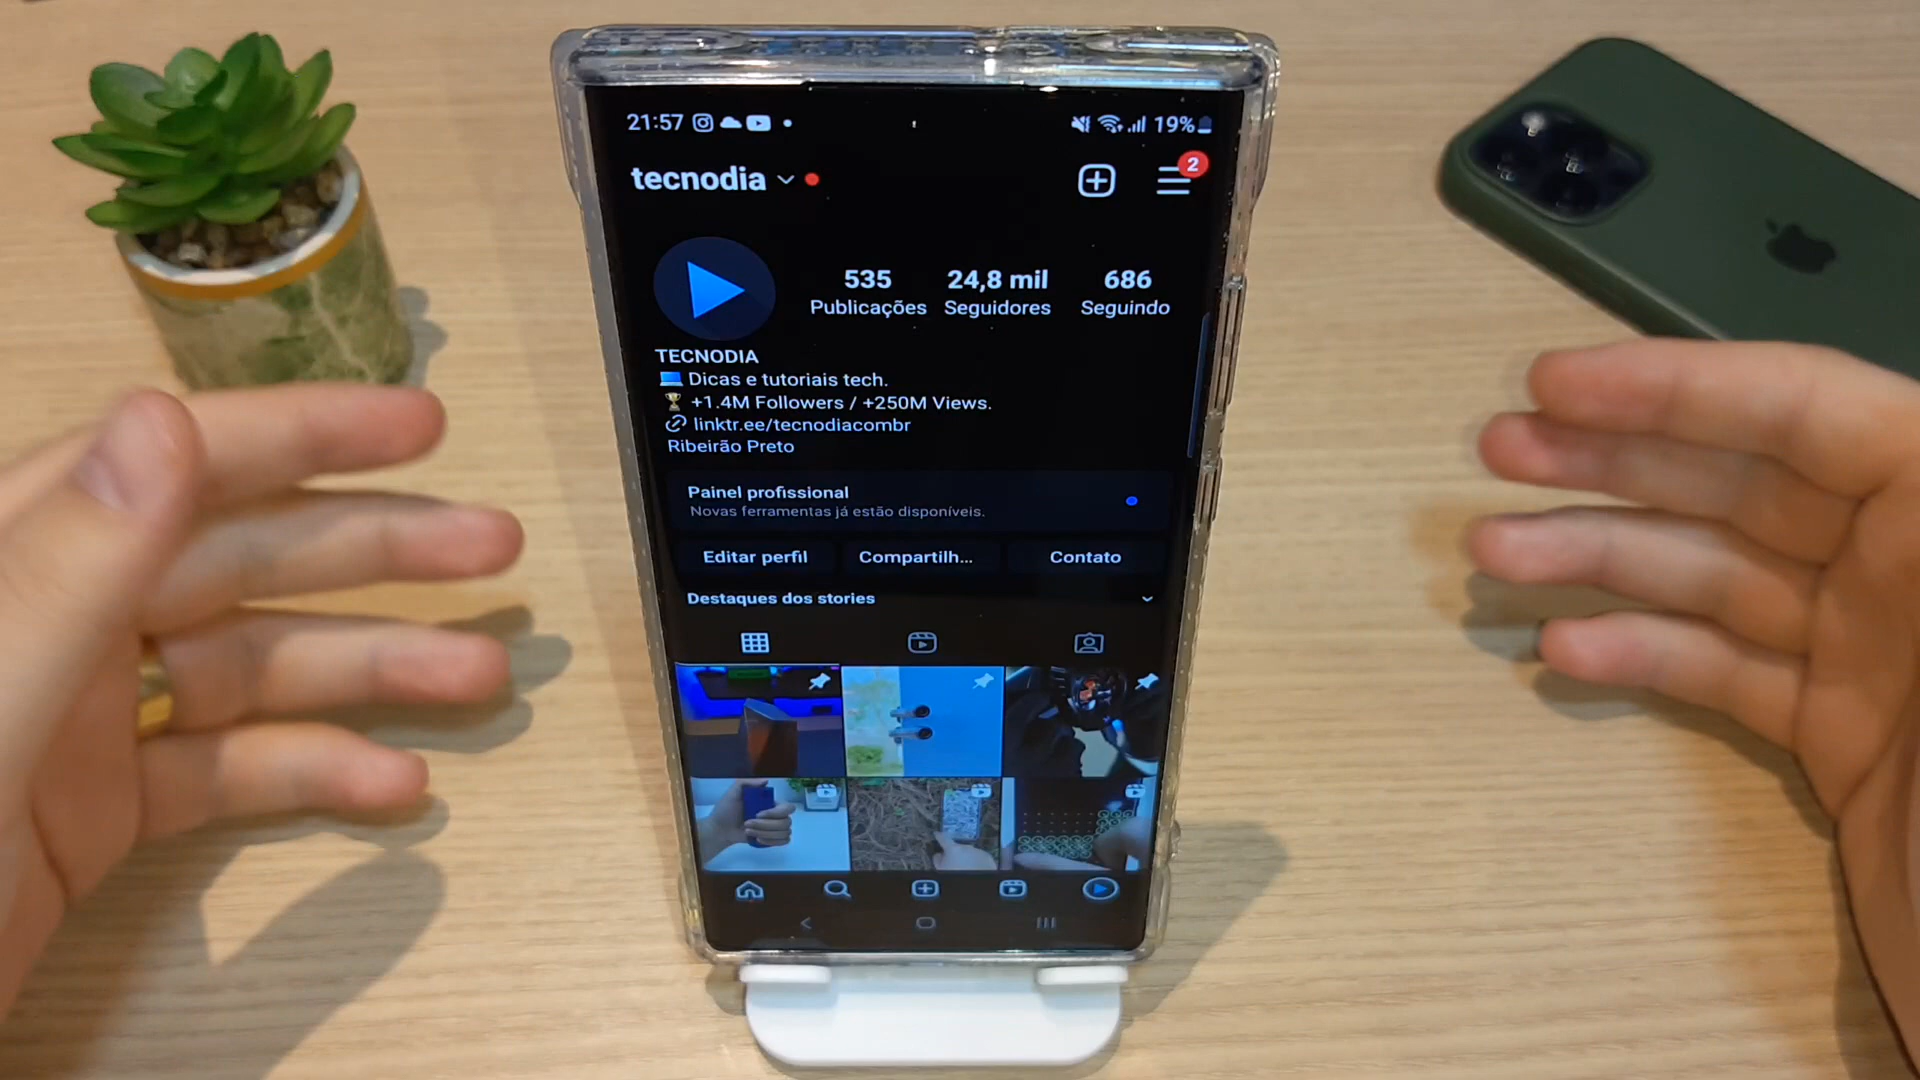 21:57
19%
tecnodia
2
535
24,8 mil
686
Publicações
Seguidores
Seguindo
TECNODIA
Dicas e tutoriais tech.
+1.4M Followers / +250M Views.
linktr.ee/tecnodiacombr
Ribeirão Preto
Painel profissional
Novas ferramentas já estão disponíveis.
Editar perfil
Compartilh...
Contato
Destaques dos stories